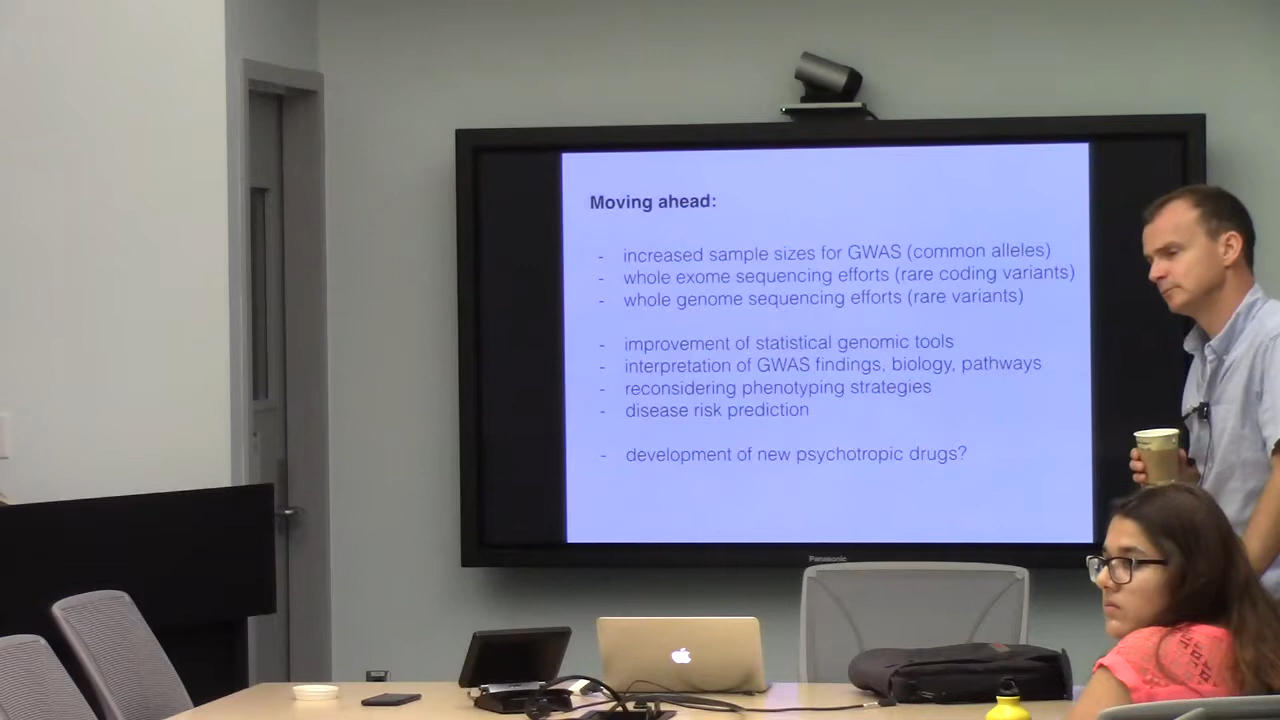 Moving ahead:
- increased sample sizes for GWAS (common alleles)
- whole exome sequencing efforts (rare coding variants)
- whole genome sequencing efforts (rare variants)
- improvement of statistical genomic tools
- interpretation of GWAS findings, biology, pathways
- reconsidering phenotyping strategies
- disease risk prediction
- development of new psychotropic drugs?
Panasonic